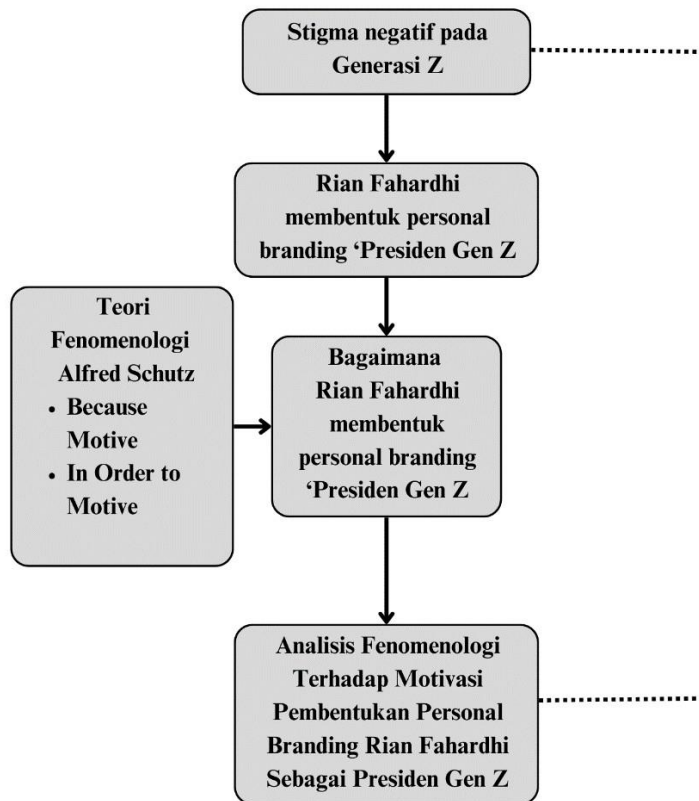 Stigma negatif pada
Generasi Z
Rian Fahardhi
membentuk personal
branding ‘Presiden Gen Z
Teori
Fenomenologi
Alfred Schutz
• Because
Motive
• In Order to
Motive
Bagaimana
Rian Fahardhi
membentuk
personal branding
‘Presiden Gen Z
Analisis Fenomenologi
Terhadap Motivasi
Pembentukan Personal
Branding Rian Fahardhi
Sebagai Presiden Gen Z